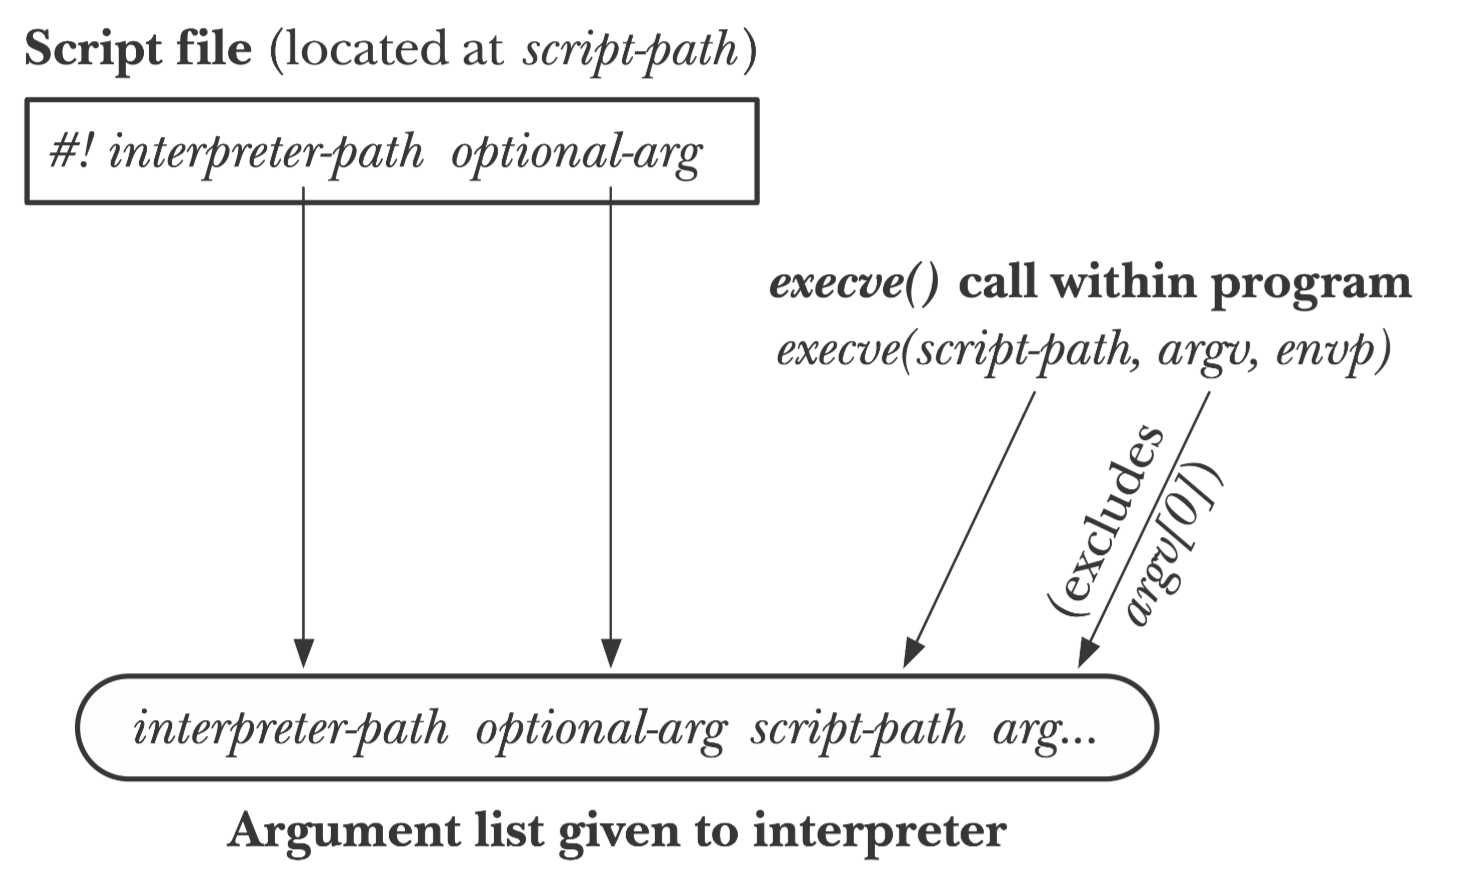 Script file (located at script-path)
#! interpreter-path optional-arg
execve() call within program
execve(script-path, argv, envp)
(excludes
argv[0])
interpreter-path optional-arg script-path arg...
Argument list given to interpreter